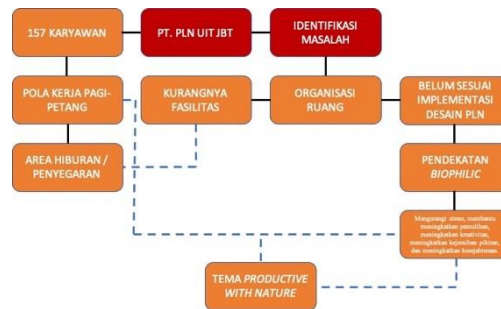 157 KARYAWAN
PT. PLN UIT JBT
IDENTIFIKASI
MASALAH
POLA KERJA PAGI-
PETANG
KURANGNYA
FASILITAS
ORGANISASI
RUANG
BELUM SESUAI
IMPLEMENTASI
DESAIN PLN
AREA HIBURAN /
PENYEGARAN
PENDEKATAN
BIOPHILIC
Mengurangi stress, membantu
meningkatkan pemulihan,
meningkatkan kreativitas,
meningkatkan kejernihan pikiran,
dan meningkatkan kesejahteraan.
TEMA PRODUCTIVE
WITH NATURE